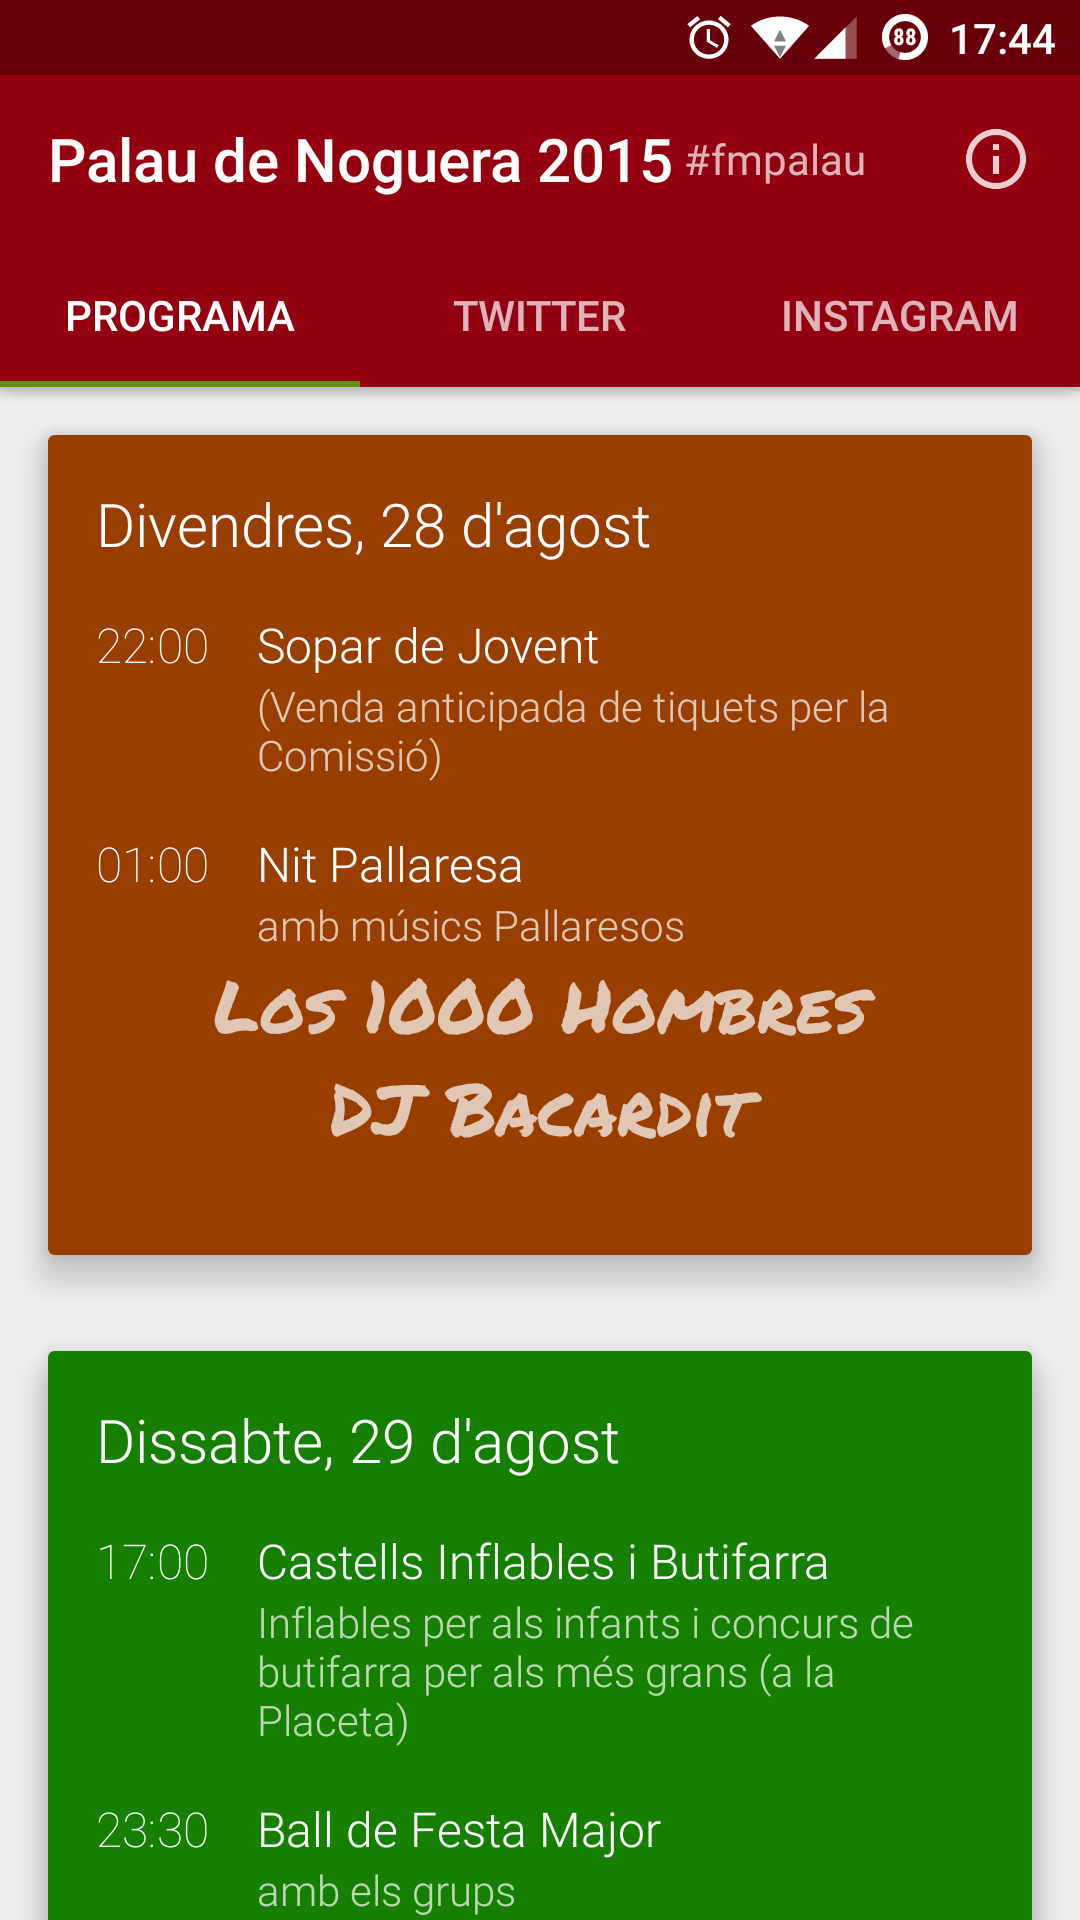 88 17:44
Palau de Noguera 2015 #fmpalau
PROGRAMA TWITTER INSTAGRAM
Divendres, 28 d'agost
22:00 Sopar de Jovent
(Venda anticipada de tiquets per la
Comissió)
01:00 Nit Pallaresa
amb músics Pallaresos
Los 1000 Hombres
DJ Bacardit
Dissabte, 29 d'agost
17:00 Castells Inflables i Butifarra
Inflables per als infants i concurs de
butifarra per als més grans (a la
Placeta)
23:30 Ball de Festa Major
amb els grups